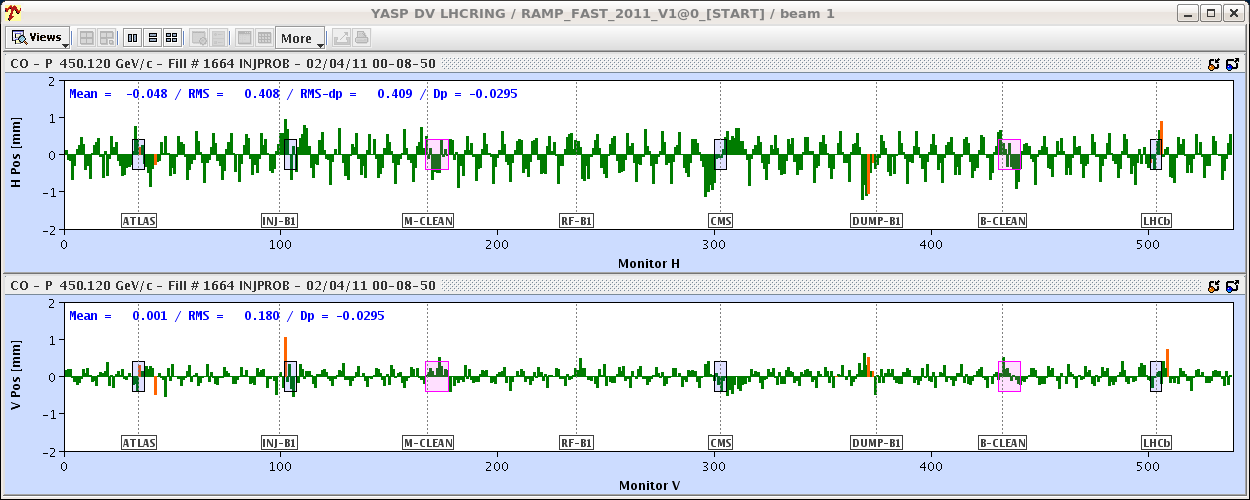 YASP DV LHCRING / RAMP_FAST_2011_V1@0_[START] / beam 1
Views More
CO - P 450.120 GeV/c - Fill # 1664 INJPROB - 02/04/11 00-08-50
Mean = -0.048 / RMS = 0.408 / RMS-dp = 0.409 / Dp = -0.0295
H Pos [mm]
2
1
0
-1
-2
ATLAS INJ-B1 M-CLEAN RF-B1 CMS DUMP-B1 B-CLEAN LHCb
0 100 200 300 400 500
Monitor H
CO - P 450.120 GeV/c - Fill # 1664 INJPROB - 02/04/11 00-08-50
Mean = 0.001 / RMS = 0.180 / Dp = -0.0295
V Pos [mm]
2
1
0
-1
-2
ATLAS INJ-B1 M-CLEAN RF-B1 CMS DUMP-B1 B-CLEAN LHCb
0 100 200 300 400 500
Monitor V